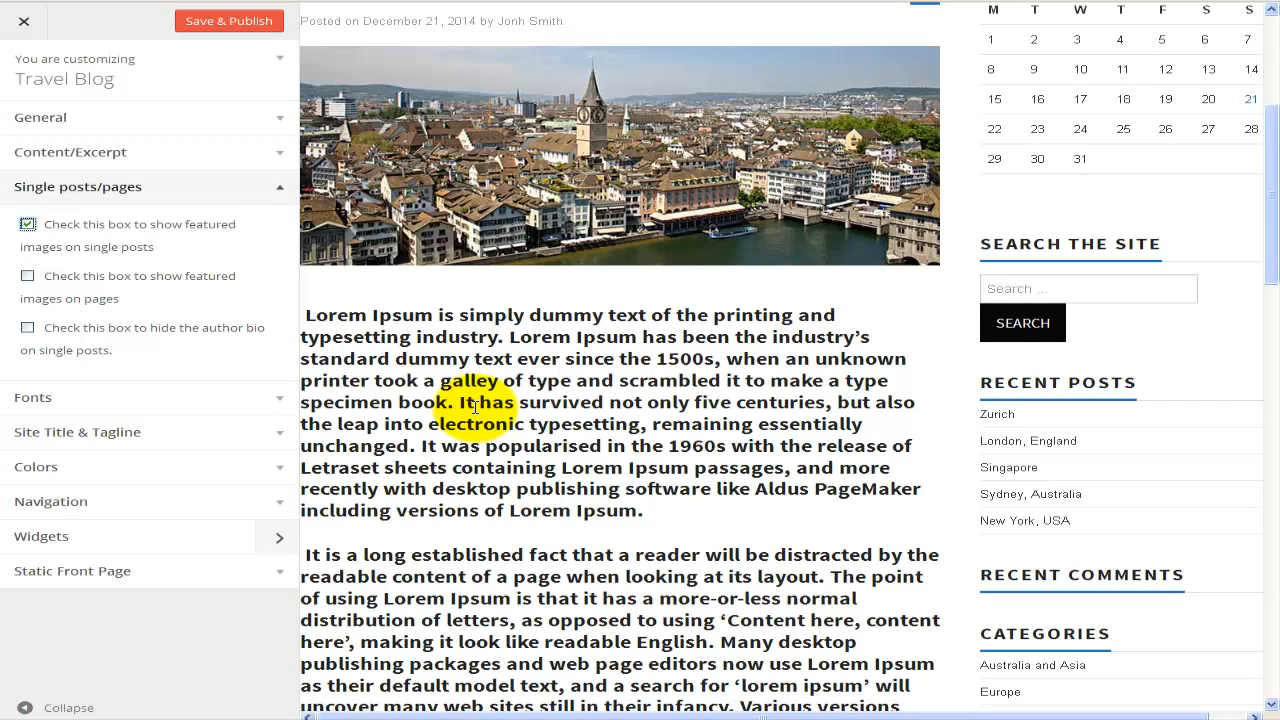 Save & Publish
You are customizing
Travel Blog
General
Content/Excerpt
Single posts/pages
Check this box to show featured
images on single posts
Check this box to show featured
images on pages
Check this box to hide the author bio
on single posts.
Fonts
Site Title & Tagline
Colors
Navigation
Widgets
Static Front Page
Collapse
Posted on December 21, 2014 by Jonh Smith
Lorem Ipsum is simply dummy text of the printing and
typesetting industry. Lorem Ipsum has been the industry’s
standard dummy text ever since the 1500s, when an unknown
printer took a galley of type and scrambled it to make a type
specimen book. It has survived not only five centuries, but also
the leap into electronic typesetting, remaining essentially
unchanged. It was popularised in the 1960s with the release of
Letraset sheets containing Lorem Ipsum passages, and more
recently with desktop publishing software like Aldus PageMaker
including versions of Lorem Ipsum.
It is a long established fact that a reader will be distracted by the
readable content of a page when looking at its layout. The point
of using Lorem Ipsum is that it has a more-or-less normal
distribution of letters, as opposed to using ‘Content here, content
here’, making it look like readable English. Many desktop
publishing packages and web page editors now use Lorem Ipsum
as their default model text, and a search for ‘lorem ipsum’ will
uncover many web sites still in their infancy. Various versions
M T W T F S S
1 2 3 4 5 6 7
8 9 10 11 12 13 14
15 16 17 18 19 20 21
22 23 24 25 26 27 28
29 30 31
SEARCH THE SITE
Search ...
SEARCH
RECENT POSTS
Zurich
London, England
Singapore
Sydney, Australia
New York, USA
RECENT COMMENTS
CATEGORIES
Australia and Asia
Europe